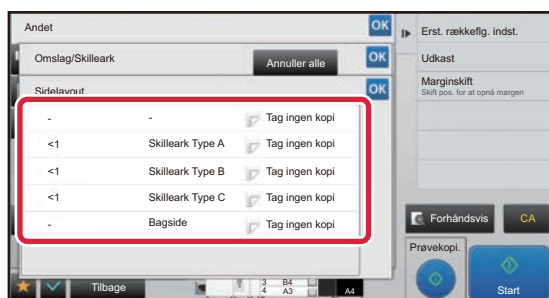 Andet
OK
Omslag/Skilleark
Annuller alle
OK
Sidelayout
OK
-
-
Tag ingen kopi
<1
Skilleark Type A
Tag ingen kopi
<1
Skilleark Type B
Tag ingen kopi
<1
Skilleark Type C
Tag ingen kopi
-
Bagside
Tag ingen kopi
Tilbage
3 B4
4 A3
A4
Erst. rækkeflg. indst.
Udkast
Marginskift
Skift pos. for at opnå margen
Forhåndsvis
CA
Prøvekopi.
Start